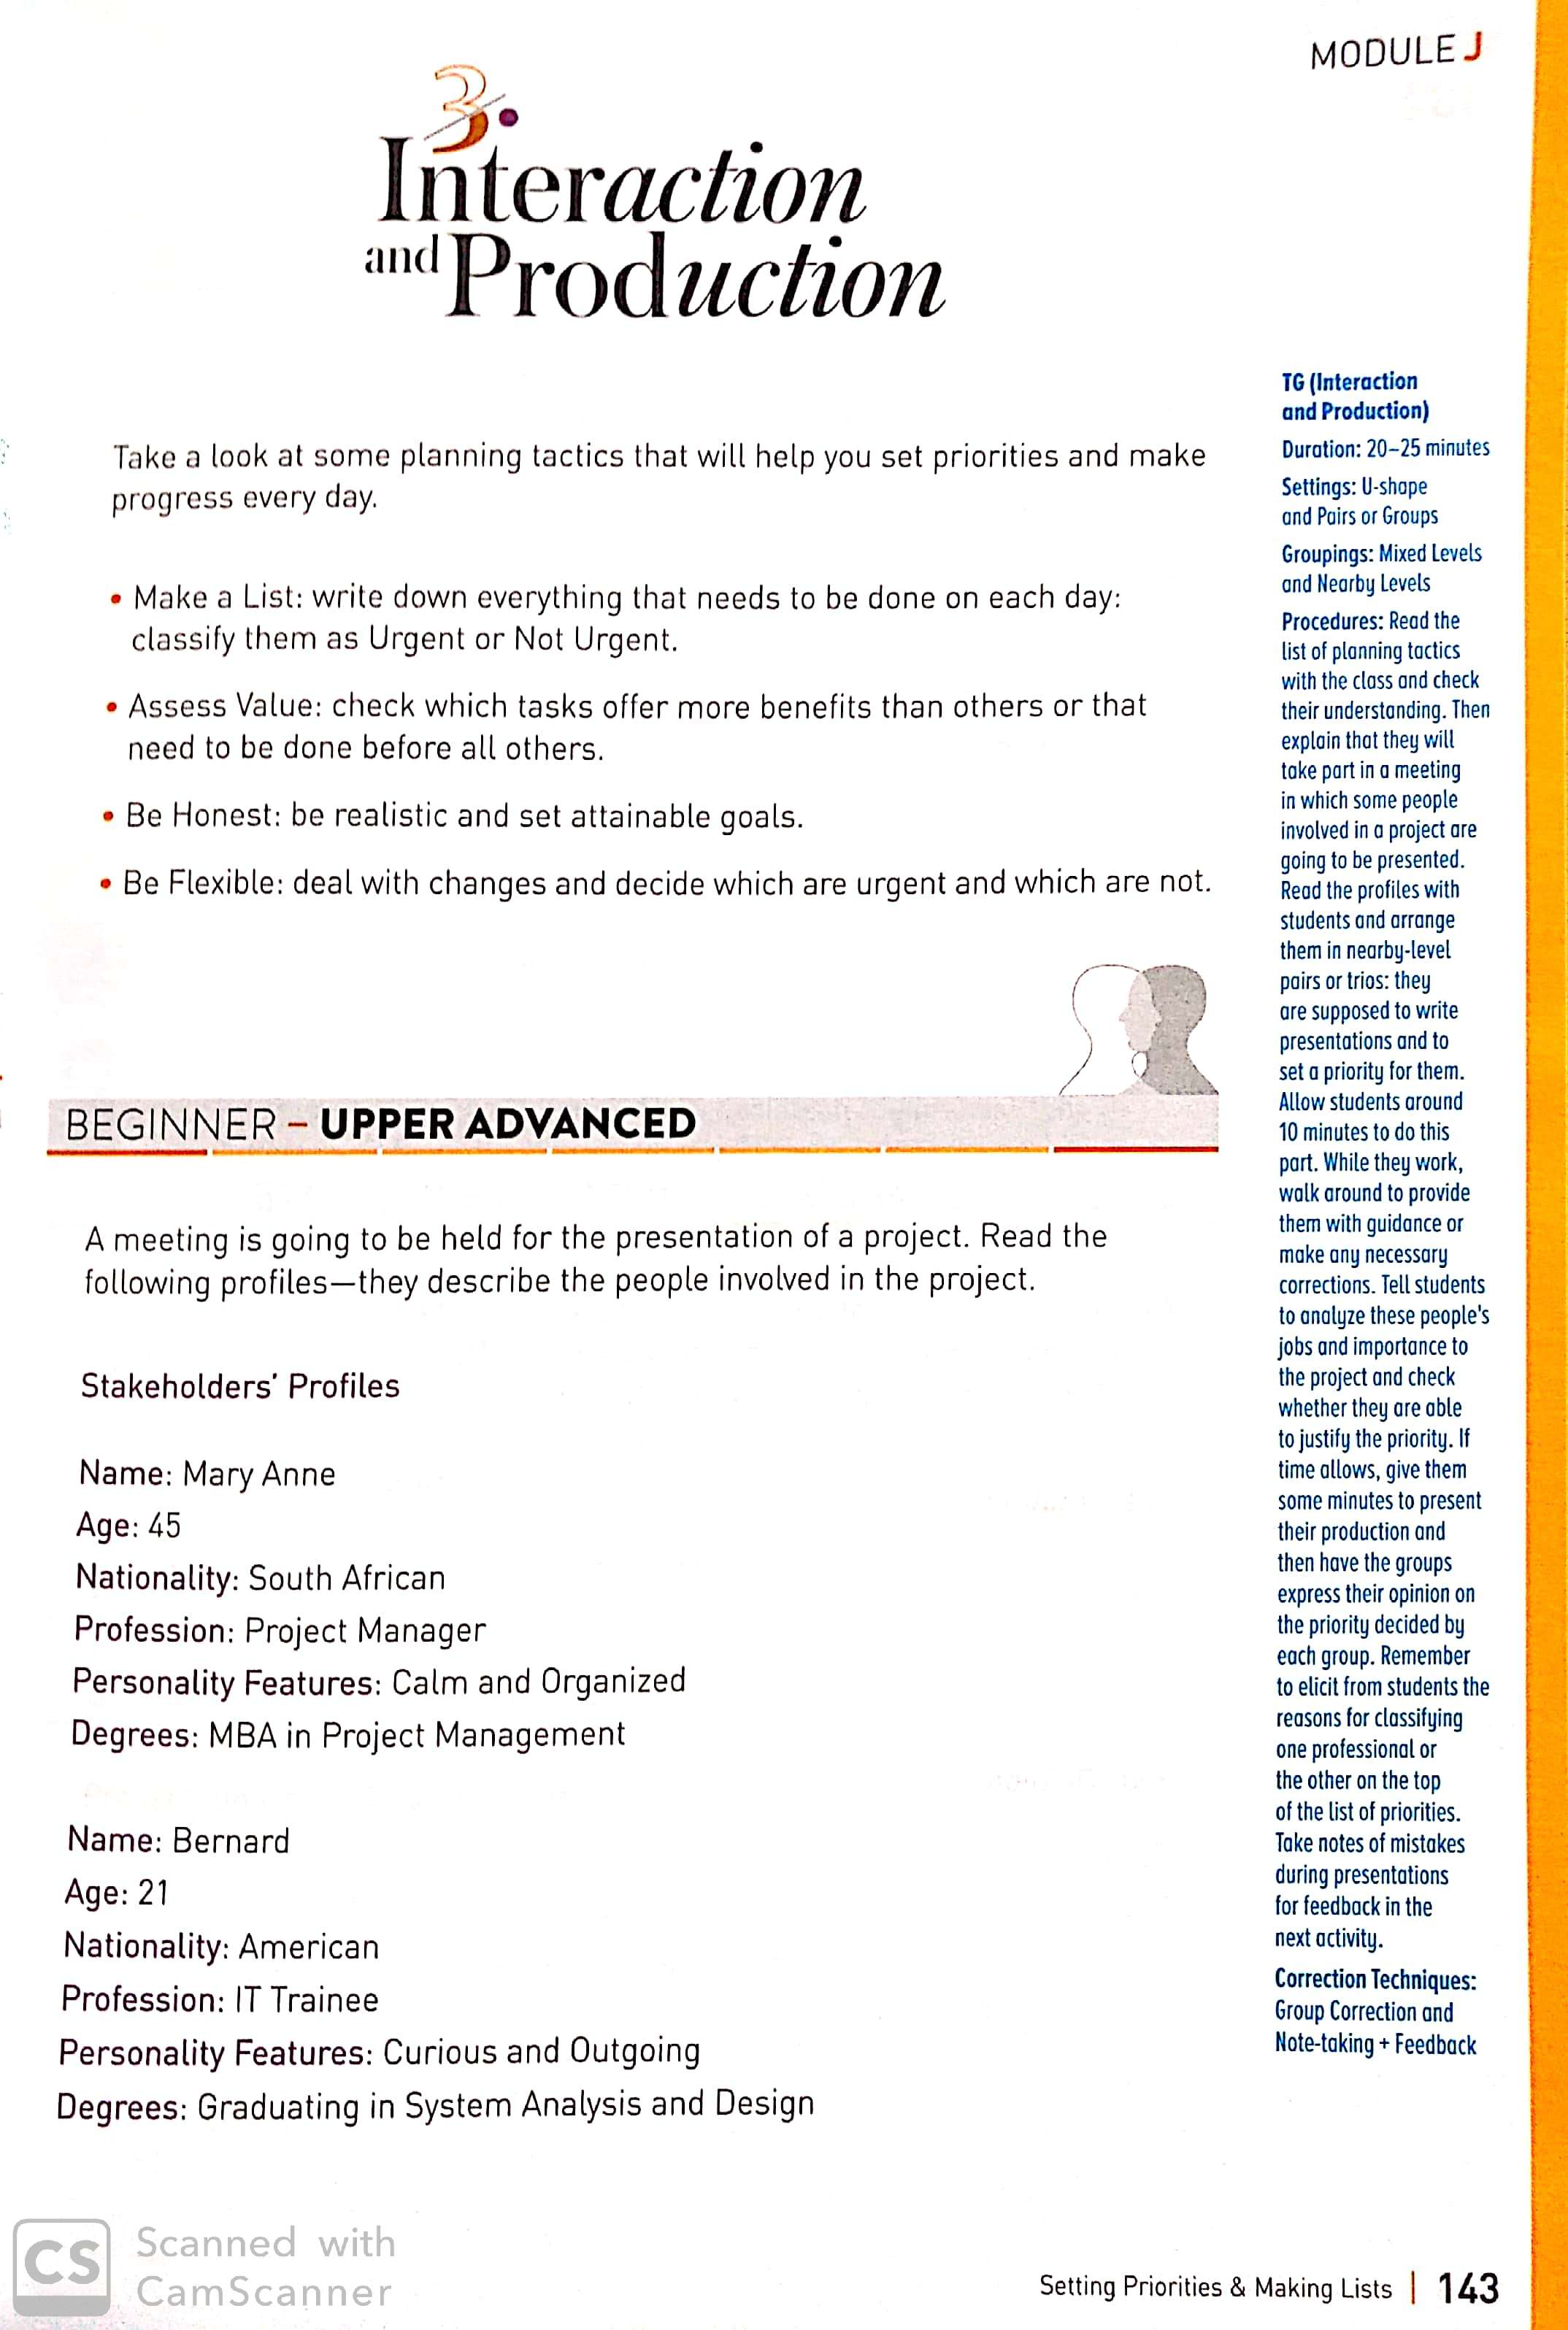 MODULE J
3.
Interaction
and Production
Take a look at some planning tactics that will help you set priorities and make
progress every day.
• Make a List: write down everything that needs to be done on each day:
classify them as Urgent or Not Urgent.
• Assess Value: check which tasks offer more benefits than others or that
need to be done before all others.
• Be Honest: be realistic and set attainable goals.
• Be Flexible: deal with changes and decide which are urgent and which are not.
BEGINNER – UPPER ADVANCED
A meeting is going to be held for the presentation of a project. Read the
following profiles—they describe the people involved in the project.
Stakeholders' Profiles
Name: Mary Anne
Age: 45
Nationality: South African
Profession: Project Manager
Personality Features: Calm and Organized
Degrees: MBA in Project Management
Name: Bernard
Age: 21
Nationality: American
Profession: IT Trainee
Personality Features: Curious and Outgoing
Degrees: Graduating in System Analysis and Design
TG (Interaction
and Production)
Duration: 20–25 minutes
Settings: U-shape
and Pairs or Groups
Groupings: Mixed Levels
and Nearby Levels
Procedures: Read the
list of planning tactics
with the class and check
their understanding. Then
explain that they will
take part in a meeting
in which some people
involved in a project are
going to be presented.
Read the profiles with
students and arrange
them in nearby-level
pairs or trios: they
are supposed to write
presentations and to
set a priority for them.
Allow students around
10 minutes to do this
part. While they work,
walk around to provide
them with guidance or
make any necessary
corrections. Tell students
to analyze these people's
jobs and importance to
the project and check
whether they are able
to justify the priority. If
time allows, give them
some minutes to present
their production and
then have the groups
express their opinion on
the priority decided by
each group. Remember
to elicit from students the
reasons for classifying
one professional or
the other on the top
of the list of priorities.
Take notes of mistakes
during presentations
for feedback in the
next activity.
Correction Techniques:
Group Correction and
Note-taking + Feedback
CS
Scanned with
CamScanner
Setting Priorities & Making Lists | 143